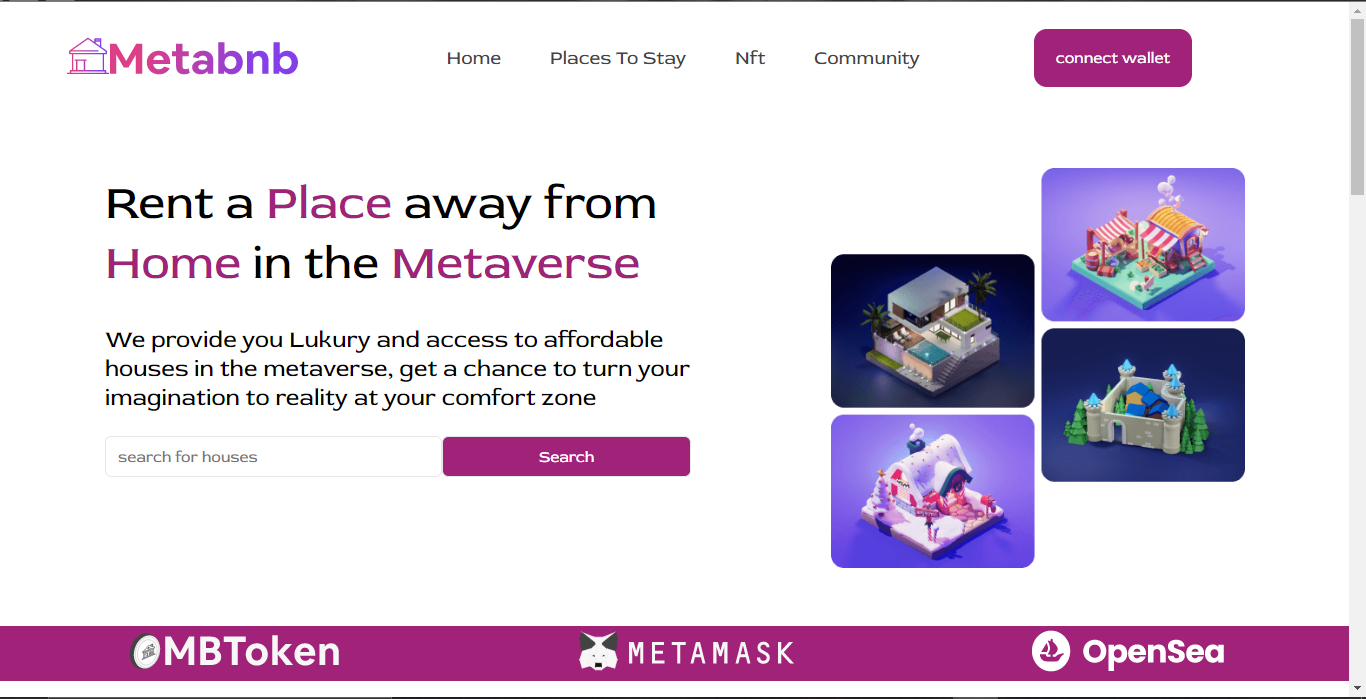 Metabnb
Home
Places To Stay
Nft
Community
connect wallet
Rent a Place away from
Home in the Metaverse
We provide you Lukury and access to affordable
houses in the metaverse, get a chance to turn your
imagination to reality at your comfort zone
search for houses
Search
MBToken
METAMASK
OpenSea